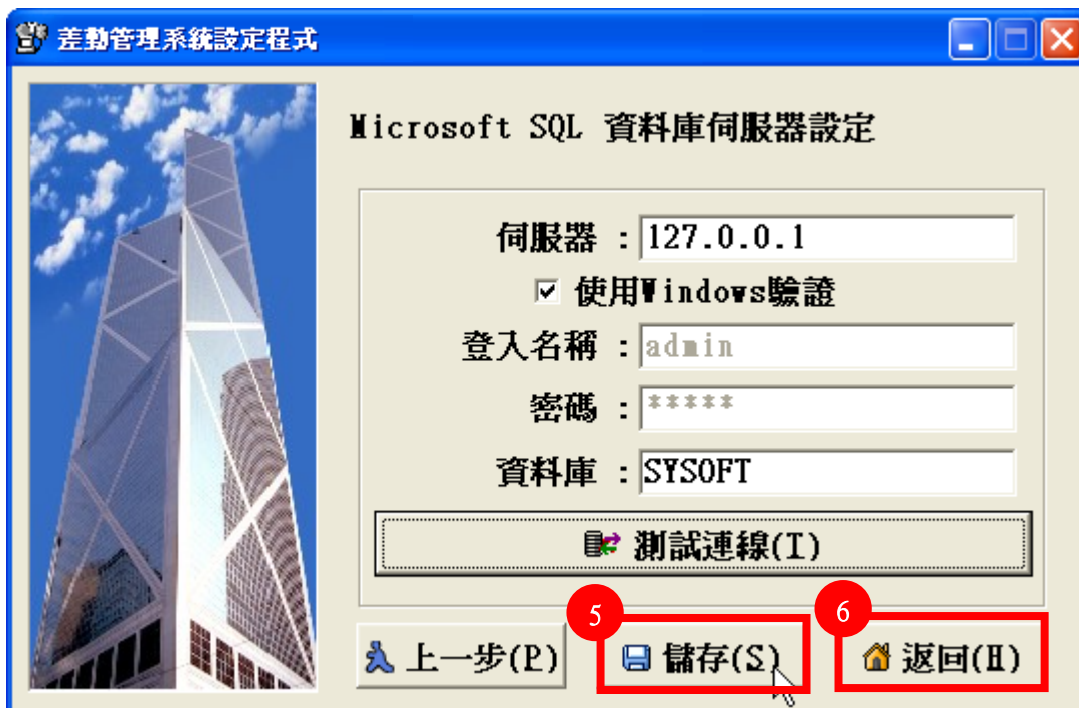 差勤管理系統設定程式
Microsoft SQL 資料庫伺服器設定
伺服器 : 127.0.0.1
使用Windows驗證
登入名稱 : admin
密碼 : *****
資料庫 : SYSOFT
測試連線(T)
5
6
上一步(P)
儲存(S)
返回(H)